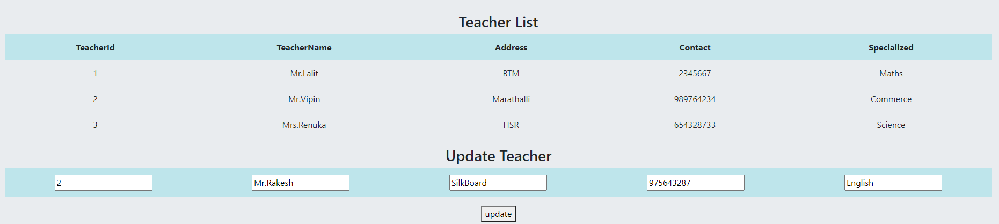 Teacher List
TeacherId TeacherName Address Contact Specialized
1 Mr.Lalit BTM 2345667 Maths
2 Mr.Vipin Marathalli 989764234 Commerce
3 Mrs.Renuka HSR 654328733 Science
Update Teacher
2 Mr.Rakesh SilkBoard 975643287 English
update